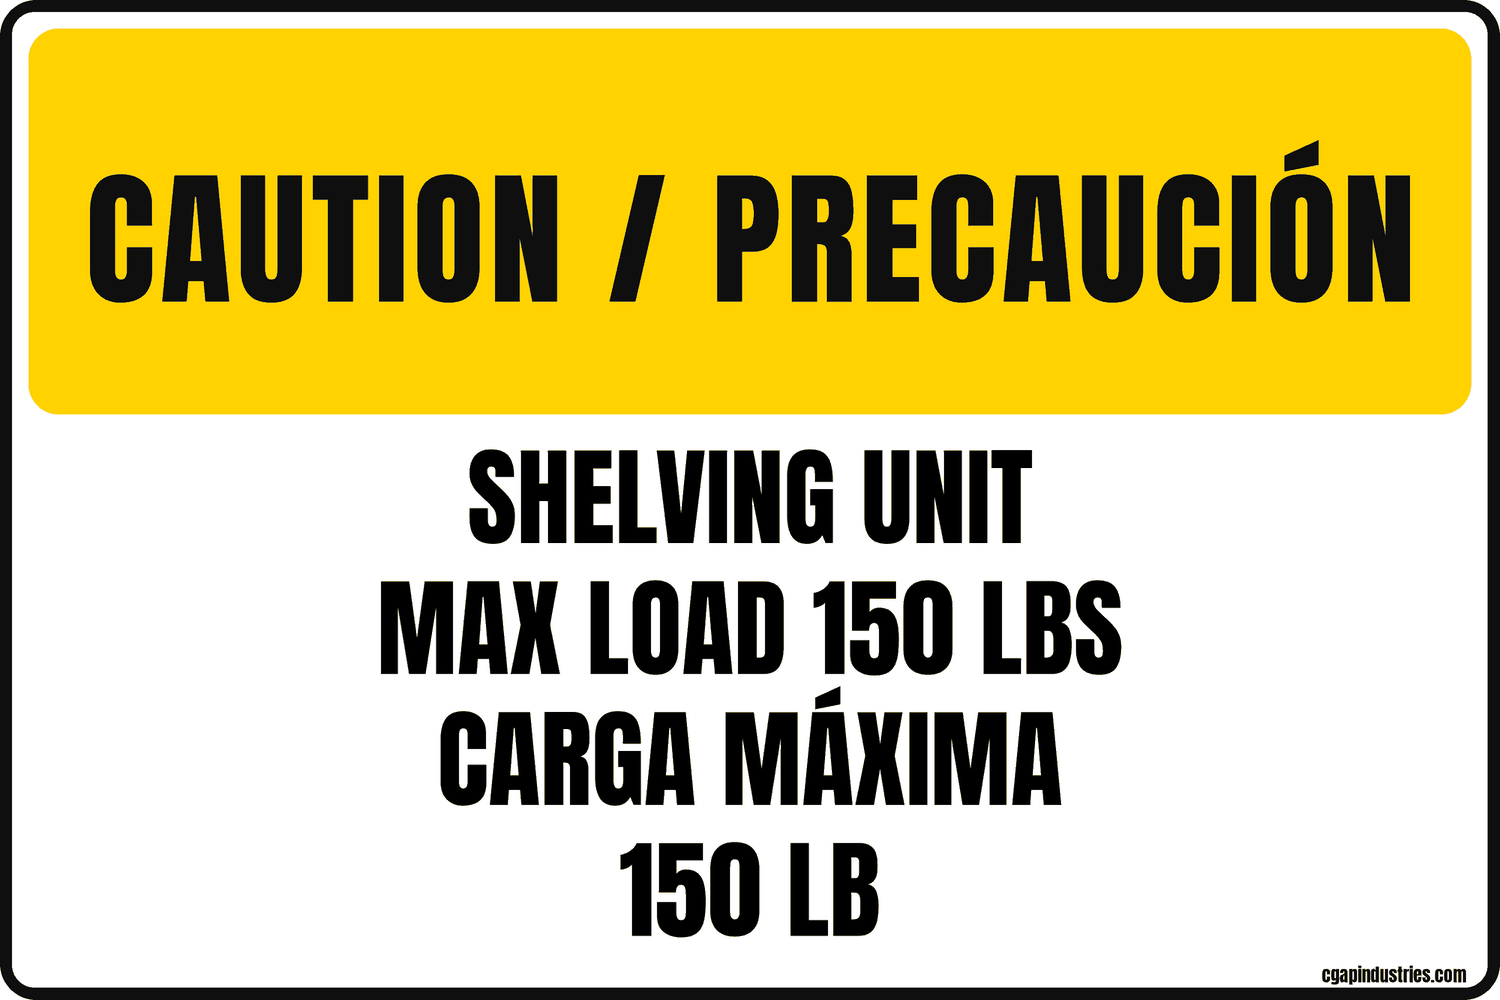 CAUTION / PRECAUCIÓN
SHELVING UNIT
MAX LOAD 150 LBS
CARGA MÁXIMA
150 LB
cgapindustries.com